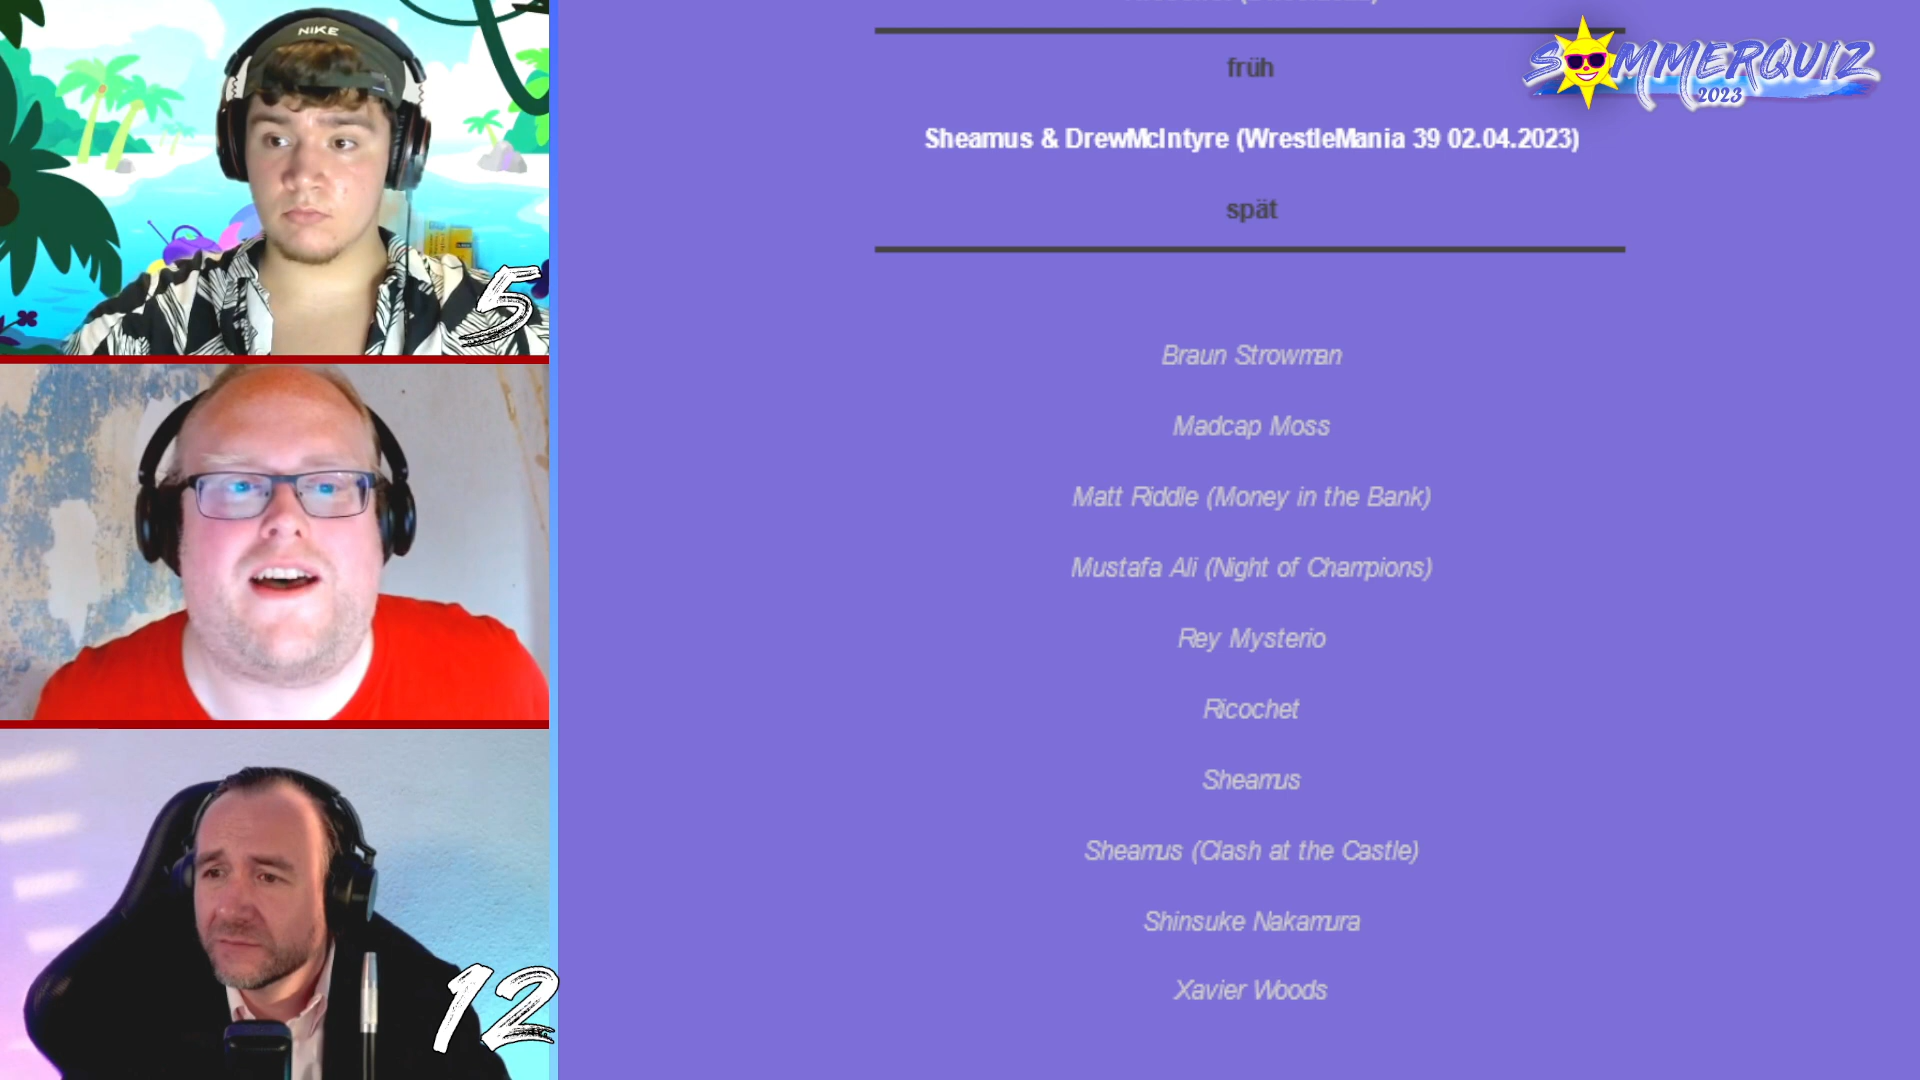 NIKE
5
12
früh
SOMMERQUIZ
2023
Sheamus & DrewMcIntyre (WrestleMania 39 02.04.2023)
spät
Braun Strowman
Madcap Moss
Matt Riddle (Money in the Bank)
Mustafa Ali (Night of Champions)
Rey Mysterio
Ricochet
Sheamus
Sheamus (Clash at the Castle)
Shinsuke Nakamura
Xavier Woods